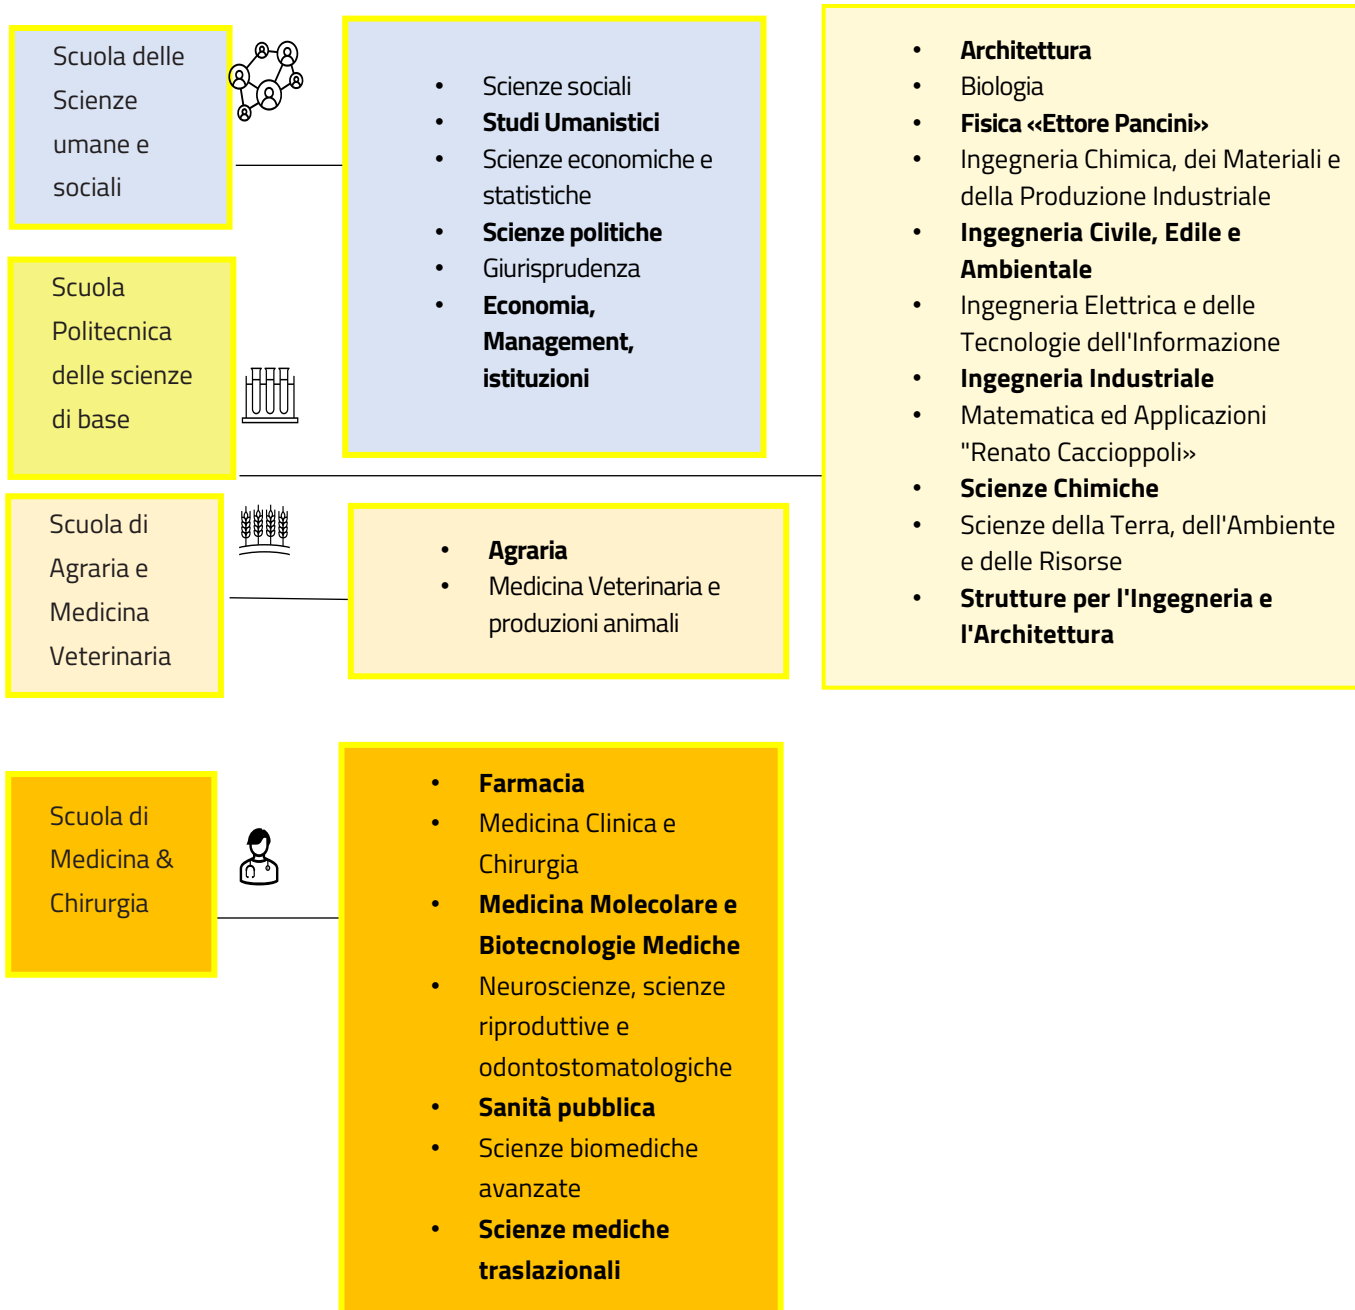 Scuola delle
Scienze
umane e
sociali
• Scienze sociali
• Studi Umanistici
• Scienze economiche e
statistiche
• Scienze politiche
• Giurisprudenza
• Economia,
Management,
istituzioni
Scuola
Politecnica
delle scienze
di base
• Architettura
• Biologia
• Fisica «Ettore Pancini»
• Ingegneria Chimica, dei Materiali e
della Produzione Industriale
• Ingegneria Civile, Edile e
Ambientale
• Ingegneria Elettrica e delle
Tecnologie dell'Informazione
• Ingegneria Industriale
• Matematica ed Applicazioni
"Renato Caccioppoli»
• Scienze Chimiche
• Scienze della Terra, dell'Ambiente
e delle Risorse
• Strutture per l'Ingegneria e
l'Architettura
Scuola di
Agraria e
Medicina
Veterinaria
• Agraria
• Medicina Veterinaria e
produzioni animali
Scuola di
Medicina &
Chirurgia
• Farmacia
• Medicina Clinica e
Chirurgia
• Medicina Molecolare e
Biotecnologie Mediche
• Neuroscienze, scienze
riproduttive e
odontostomatologiche
• Sanità pubblica
• Scienze biomediche
avanzate
• Scienze mediche
traslazionali